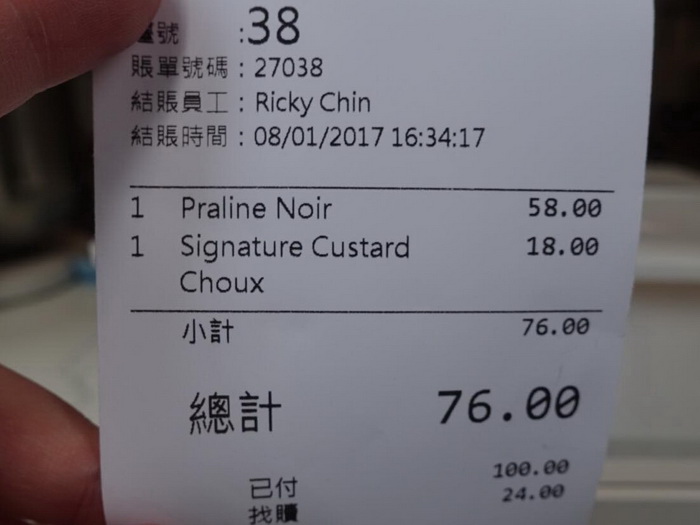 號 :38
賬單號碼 : 27038
結賬員工 : Ricky Chin
結賬時間 : 08/01/2017 16:34:17
1 Praline Noir 58.00
1 Signature Custard 18.00
Choux
小計 76.00
總計 76.00
已付 100.00
找贖 24.00